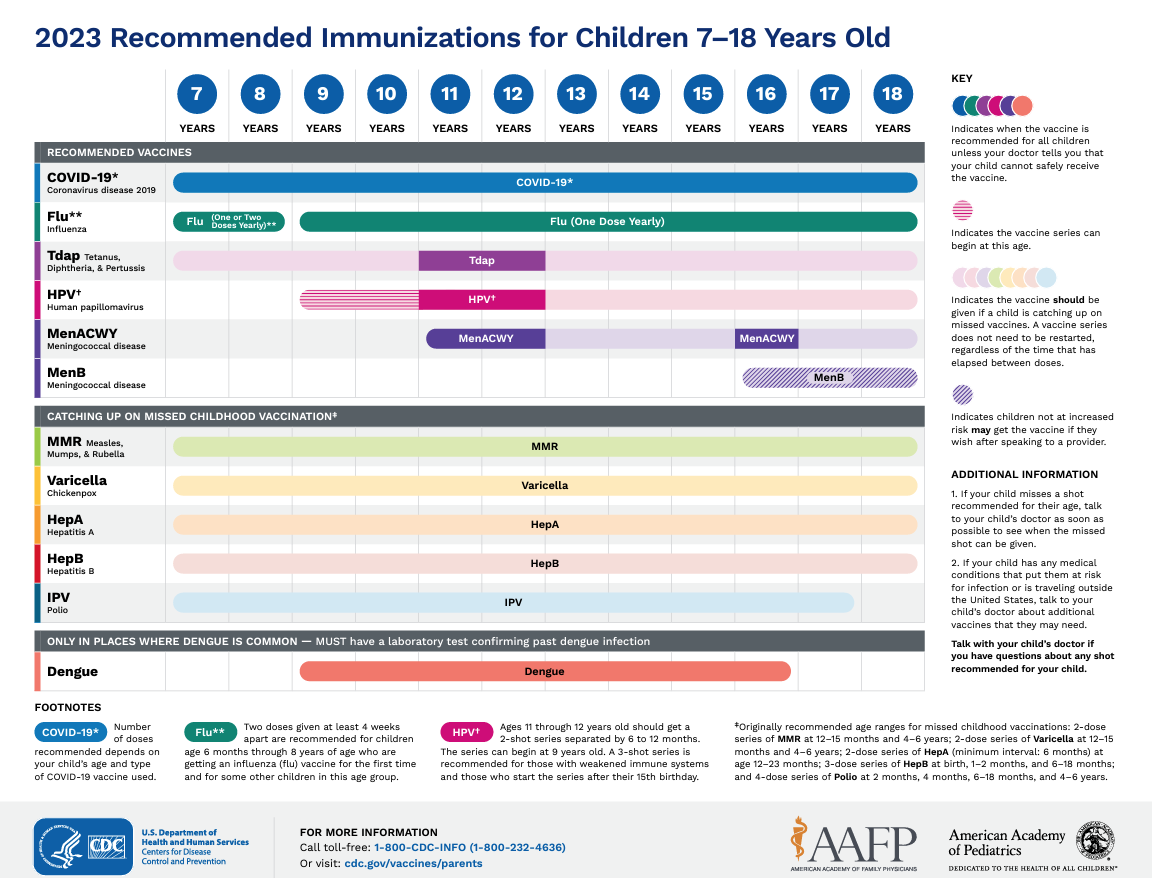 2023 Recommended Immunizations for Children 7–18 Years Old
7 8 9 10 11 12 13 14 15 16 17 18
YEARS YEARS YEARS YEARS YEARS YEARS YEARS YEARS YEARS YEARS YEARS YEARS
RECOMMENDED VACCINES
COVID-19*
Coronavirus disease 2019
COVID-19*
Flu**
Influenza
Flu (One or Two
Doses Yearly)**
Flu (One Dose Yearly)
Tdap Tetanus,
Diphtheria, & Pertussis
Tdap
HPV†
Human papillomavirus
HPV†
MenACWY
Meningococcal disease
MenACWY
MenACWY
MenB
Meningococcal disease
MenB
CATCHING UP ON MISSED CHILDHOOD VACCINATION‡
MMR Measles,
Mumps, & Rubella
MMR
Varicella
Chickenpox
Varicella
HepA
Hepatitis A
HepA
HepB
Hepatitis B
HepB
IPV
Polio
IPV
ONLY IN PLACES WHERE DENGUE IS COMMON — MUST have a laboratory test confirming past dengue infection
Dengue
Dengue
KEY
Indicates when the vaccine is
recommended for all children
unless your doctor tells you that
your child cannot safely receive
the vaccine.
Indicates the vaccine series can
begin at this age.
Indicates the vaccine should be
given if a child is catching up on
missed vaccines. A vaccine series
does not need to be restarted,
regardless of the time that has
elapsed between doses.
Indicates children not at increased
risk may get the vaccine if they
wish after speaking to a provider.
ADDITIONAL INFORMATION
1. If your child misses a shot
recommended for their age, talk
to your child's doctor as soon as
possible to see when the missed
shot can be given.
2. If your child has any medical
conditions that put them at risk
for infection or is traveling outside
the United States, talk to your
child's doctor about additional
vaccines that they may need.
Talk with your child's doctor if
you have questions about any shot
recommended for your child.
FOOTNOTES
COVID-19* Number
of doses
recommended depends on
your child's age and type
of COVID-19 vaccine used.
Flu** Two doses given at least 4 weeks
apart are recommended for children
age 6 months through 8 years of age who are
getting an influenza (flu) vaccine for the first time
and for some other children in this age group.
HPV† Ages 11 through 12 years old should get a
2-shot series separated by 6 to 12 months.
The series can begin at 9 years old. A 3-shot series is
recommended for those with weakened immune systems
and those who start the series after their 15th birthday.
‡Originally recommended age ranges for missed childhood vaccinations: 2-dose
series of MMR at 12–15 months and 4–6 years; 2-dose series of Varicella at 12–15
months and 4–6 years; 2-dose series of HepA (minimum interval: 6 months) at
age 12–23 months; 3-dose series of HepB at birth, 1–2 months, and 6–18 months;
and 4-dose series of Polio at 2 months, 4 months, 6–18 months, and 4–6 years.
CDC
U.S. Department of
Health and Human Services
Centers for Disease
Control and Prevention
FOR MORE INFORMATION
Call toll-free: 1-800-CDC-INFO (1-800-232-4636)
Or visit: cdc.gov/vaccines/parents
AAFP
AMERICAN ACADEMY OF FAMILY PHYSICIANS
American Academy
of Pediatrics
DEDICATED TO THE HEALTH OF ALL CHILDREN®